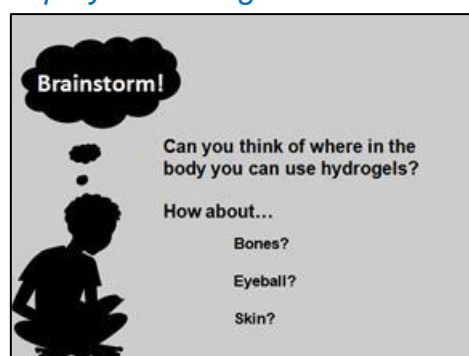 Brainstorm!
Can you think of where in the
body you can use hydrogels?
How about…
Bones?
Eyeball?
Skin?